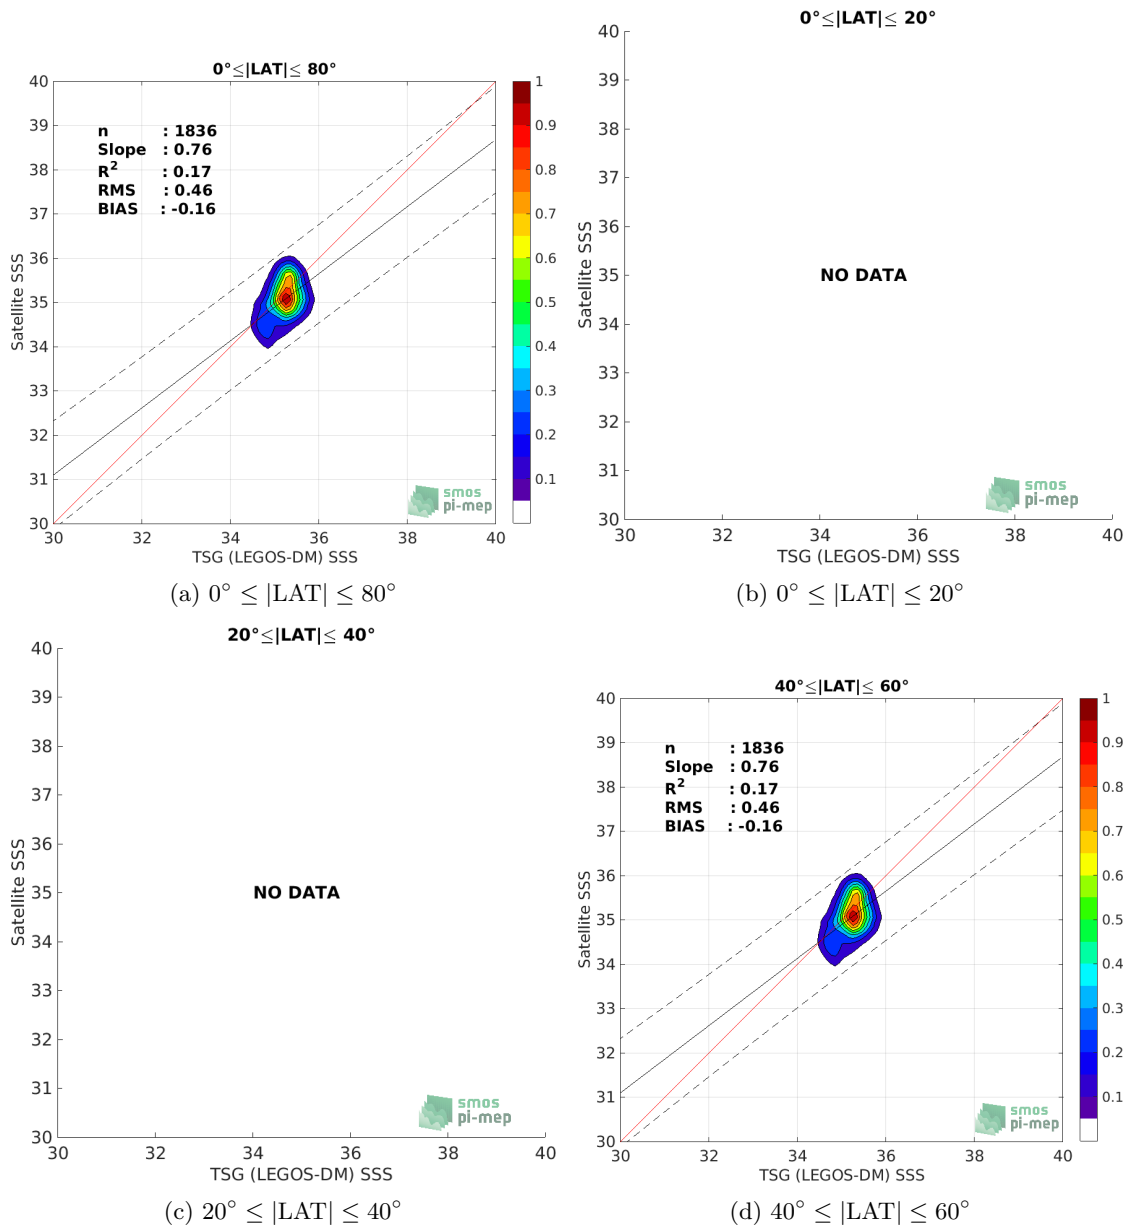 0°≤|LAT|≤ 80°
40
39
38
37
36
35
34
33
32
31
30
Satellite SSS
n : 1836
Slope : 0.76
R² : 0.17
RMS : 0.46
BIAS : -0.16
smos
pi-mep
30 32 34 36 38 40
TSG (LEGOS-DM) SSS
1
0.9
0.8
0.7
0.6
0.5
0.4
0.3
0.2
0.1
(a) 0° ≤ |LAT| ≤ 80°
0°≤|LAT|≤ 20°
40
39
38
37
36
35
34
33
32
31
30
Satellite SSS
NO DATA
smos
pi-mep
30 32 34 36 38 40
TSG (LEGOS-DM) SSS
(b) 0° ≤ |LAT| ≤ 20°
20°≤|LAT|≤ 40°
40
39
38
37
36
35
34
33
32
31
30
Satellite SSS
NO DATA
smos
pi-mep
30 32 34 36 38 40
TSG (LEGOS-DM) SSS
(c) 20° ≤ |LAT| ≤ 40°
40°≤|LAT|≤ 60°
40
39
38
37
36
35
34
33
32
31
30
Satellite SSS
n : 1836
Slope : 0.76
R² : 0.17
RMS : 0.46
BIAS : -0.16
smos
pi-mep
30 32 34 36 38 40
TSG (LEGOS-DM) SSS
1
0.9
0.8
0.7
0.6
0.5
0.4
0.3
0.2
0.1
(d) 40° ≤ |LAT| ≤ 60°